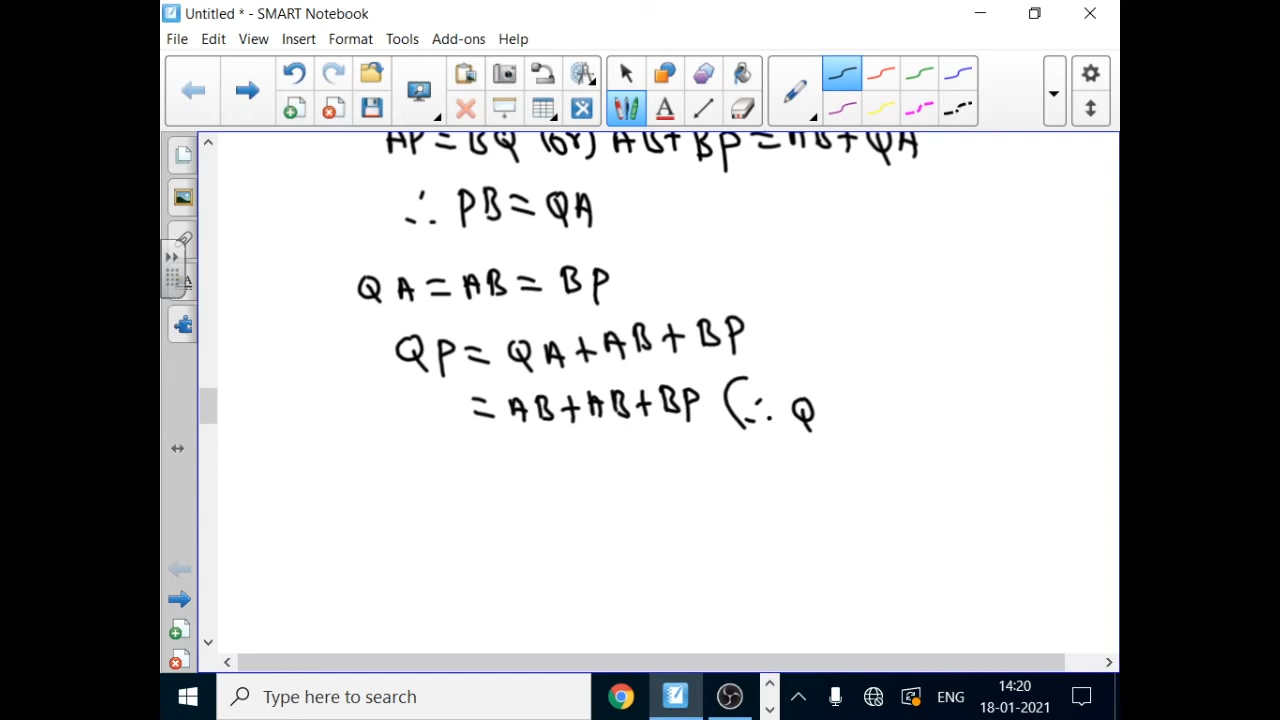 Untitled * - SMART Notebook
File Edit View Insert Format Tools Add-ons Help
AP = BQ (or) AB + BP = AB + QA
∴ PB = QA
QA = AB = BP
QP = QA + AB + BP
= AB + AB + BP (∵ Q
Type here to search
ENG
14:20
18-01-2021